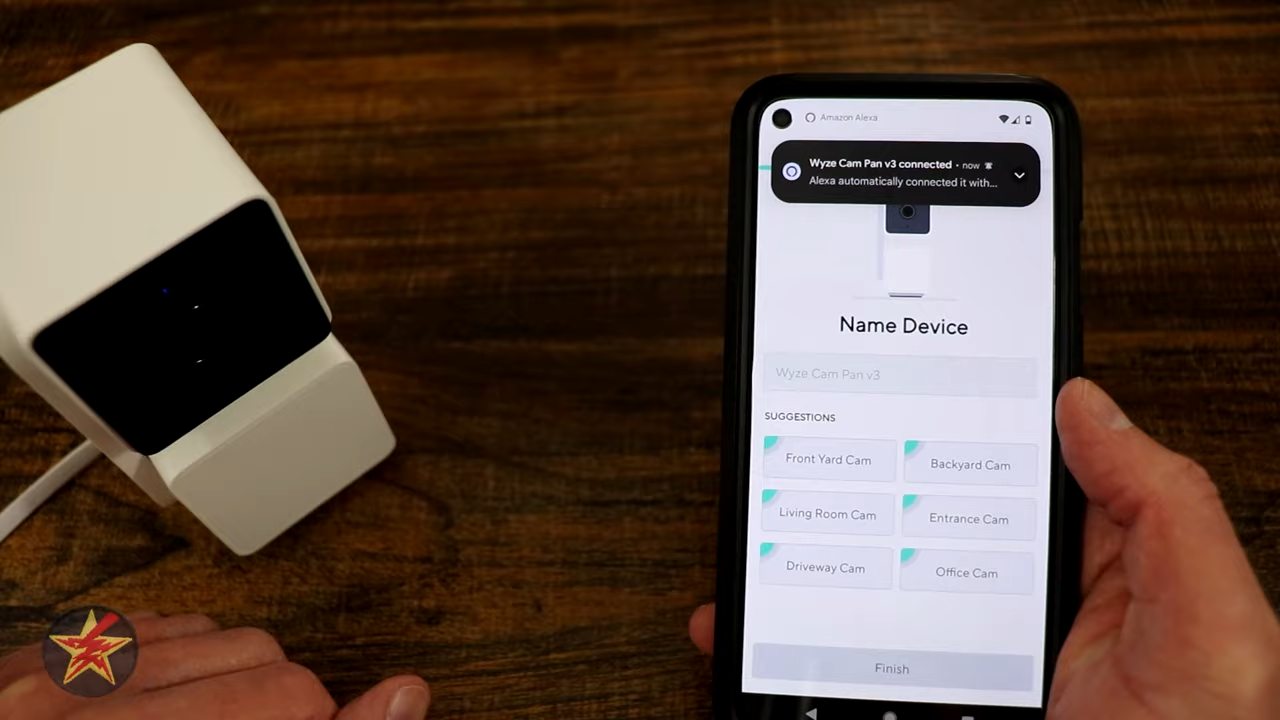 Amazon Alexa
Wyze Cam Pan v3 connected • now
Alexa automatically connected it with...
Name Device
Wyze Cam Pan v3
SUGGESTIONS
Front Yard Cam
Backyard Cam
Living Room Cam
Entrance Cam
Driveway Cam
Office Cam
Finish